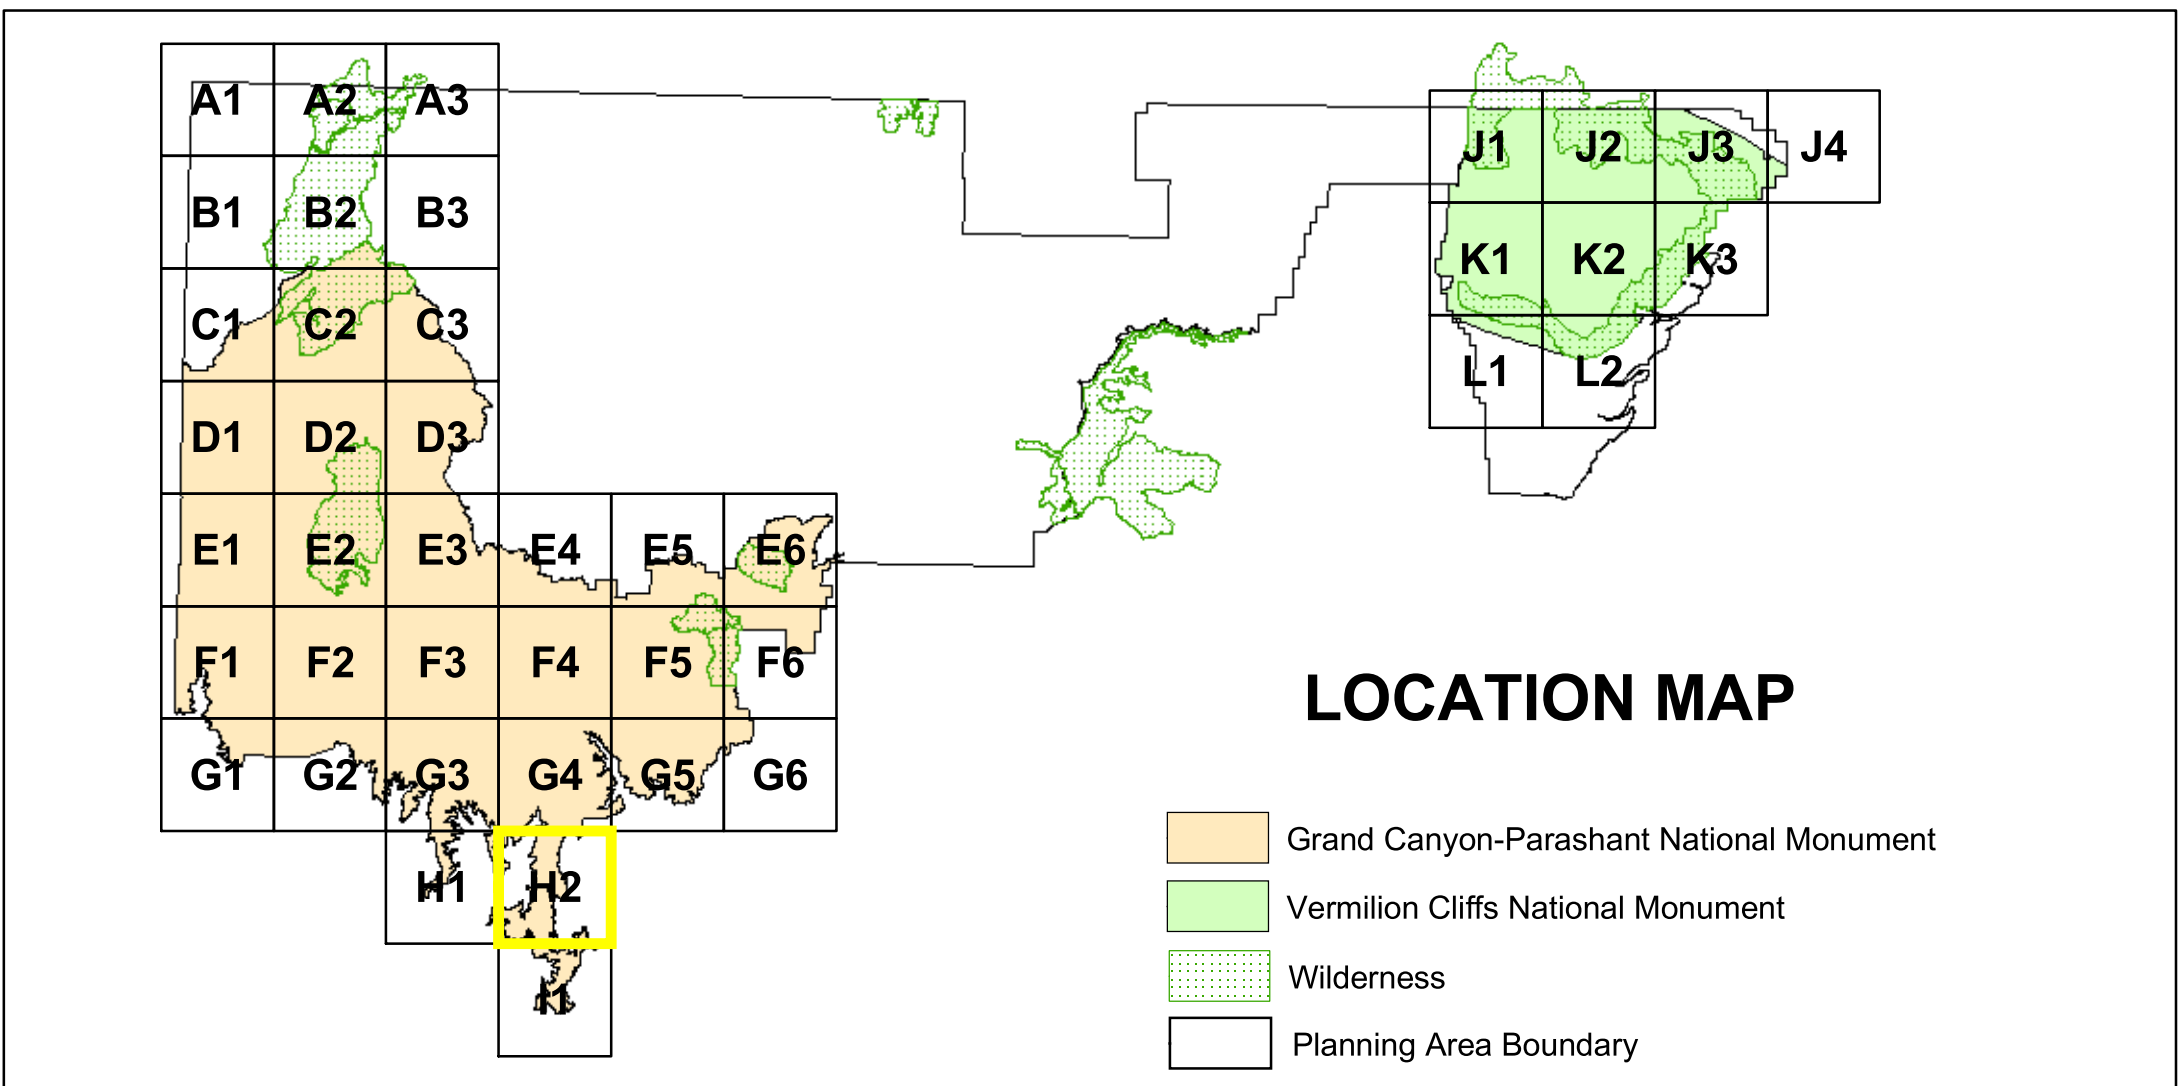 A1 A2 A3
J1 J2 J3 J4
B1 B2 B3
K1 K2 K3
C1 C2 C3
L1 L2
D1 D2 D3
E1 E2 E3 E4 E5 E6
F1 F2 F3 F4 F5 F6
G1 G2 G3 G4 G5 G6
H1 H2
I1
LOCATION MAP
Grand Canyon-Parashant National Monument
Vermilion Cliffs National Monument
Wilderness
Planning Area Boundary